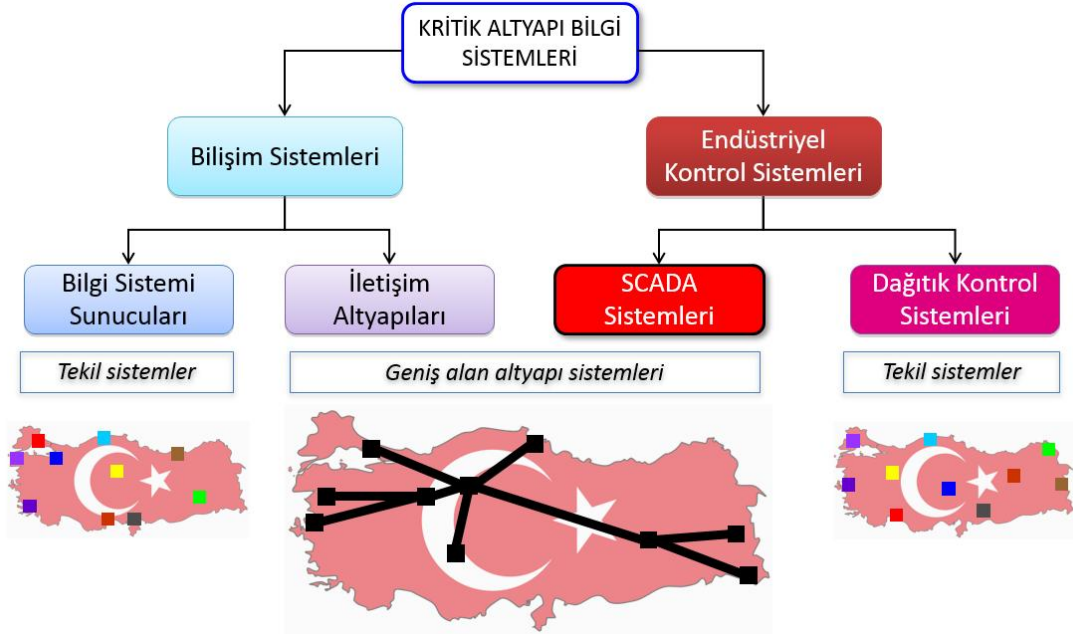 KRİTİK ALTYAPI BİLGİ
SİSTEMLERİ
Bilişim Sistemleri
Endüstriyel
Kontrol Sistemleri
Bilgi Sistemi
Sunucuları
İletişim
Altyapıları
SCADA
Sistemleri
Dağıtık Kontrol
Sistemleri
Tekil sistemler
Geniş alan altyapı sistemleri
Tekil sistemler